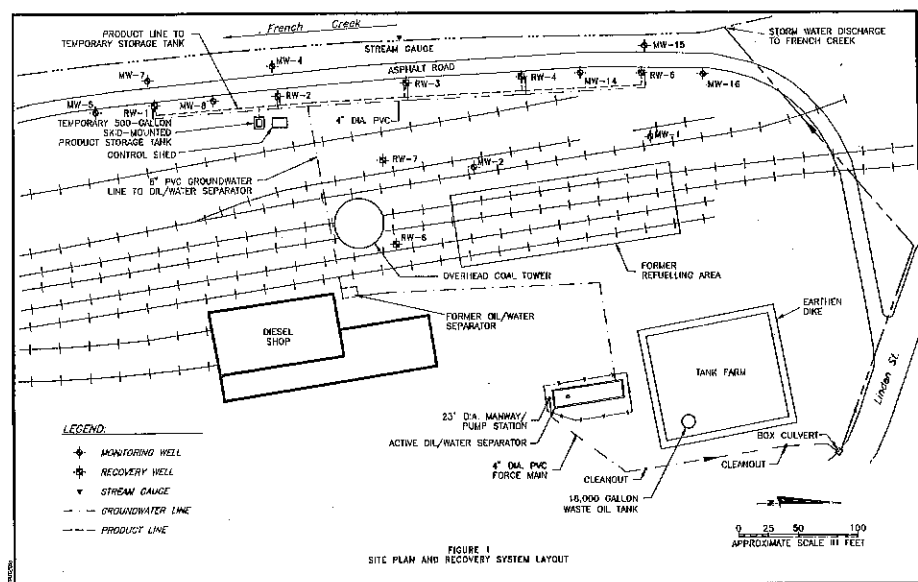 French Creek
PRODUCT LINE TO
TEMPORARY STORAGE TANK
STREAM GAUGE
STORM WATER DISCHARGE
TO FRENCH CREEK
MW-15
MW-4
ASPHALT ROAD
MW-7
RW-3
RW-4
MW-14
RW-6
MW-16
MW-5
RW-1
MW-8
RW-2
TEMPORARY 500-GALLON
SKID-MOUNTED
PRODUCT STORAGE TANK
CONTROL SHED
4" DIA. PVC
MW-1
6" PVC GROUNDWATER
LINE TO OIL/WATER SEPARATOR
RW-7
MW-2
OVERHEAD COAL TOWER
FORMER
REFUELLING AREA
FORMER OIL/WATER
SEPARATOR
EARTHEN
DIKE
DIESEL
SHOP
TANK FARM
Linden St.
23" DIA. MANWAY/
PUMP STATION
ACTIVE OIL/WATER SEPARATOR
4" DIA. PVC
FORCE MAIN
CLEANOUT
BOX CULVERT
CLEANOUT
18,000 GALLON
WASTE OIL TANK
LEGEND:
MONITORING WELL
RECOVERY WELL
STREAM GAUGE
GROUNDWATER LINE
PRODUCT LINE
N
0 25 50 100
APPROXIMATE SCALE IN FEET
FIGURE 1
SITE PLAN AND RECOVERY SYSTEM LAYOUT